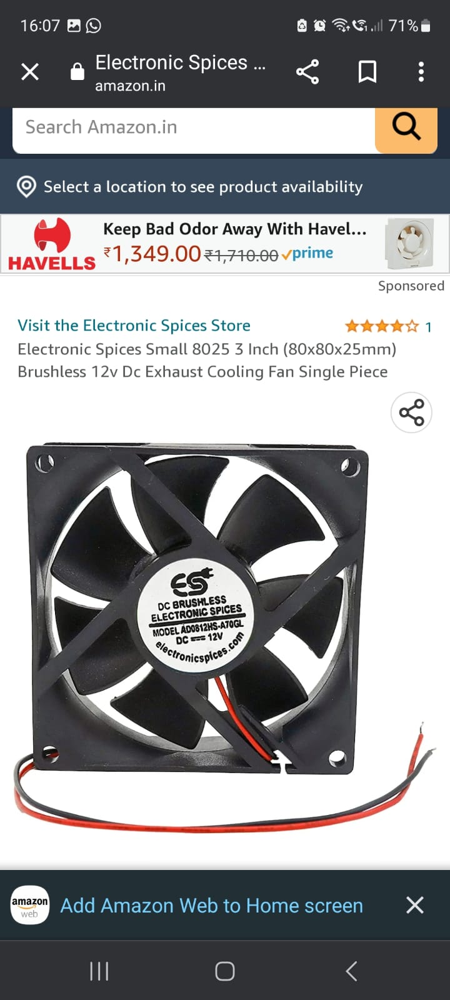 16:07
71%
Electronic Spices ...
amazon.in
Search Amazon.in
Select a location to see product availability
Keep Bad Odor Away With Havel...
HAVELLS
₹1,349.00 ₹1,710.00 prime
Sponsored
Visit the Electronic Spices Store
1
Electronic Spices Small 8025 3 Inch (80x80x25mm)
Brushless 12v Dc Exhaust Cooling Fan Single Piece
ES
DC BRUSHLESS
ELECTRONIC SPICES
MODEL AD0812HS-A70GL
DC 12V
electronicspices.com
amazon
web
Add Amazon Web to Home screen